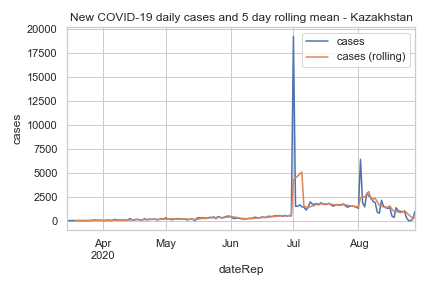 New COVID-19 daily cases and 5 day rolling mean - Kazakhstan
20000
17500
15000
12500
10000
7500
5000
2500
0
cases
cases
cases (rolling)
Apr
2020
May
Jun
Jul
Aug
dateRep